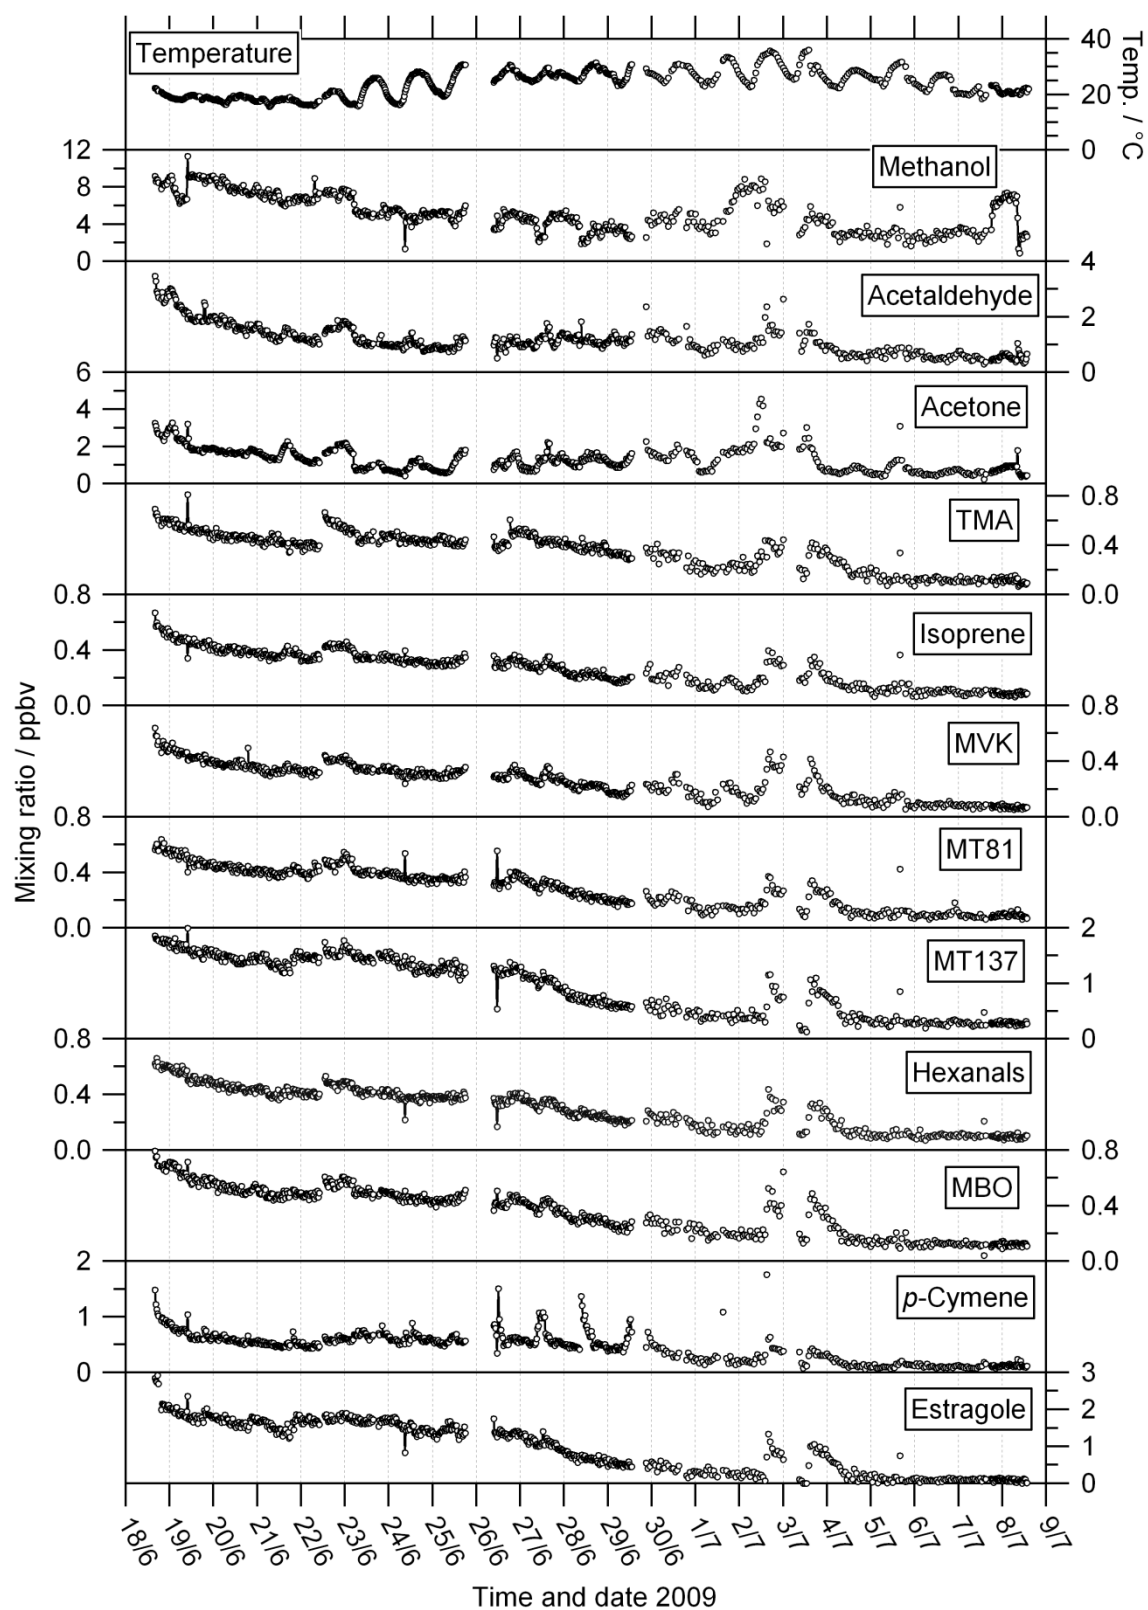 Temperature
40
20
0
Temp. / °C
12
8
4
0
Methanol
4
2
0
Acetaldehyde
6
4
2
0
Acetone
0.8
0.4
0.0
TMA
0.8
0.4
0.0
Isoprene
0.8
0.4
0.0
MVK
0.8
0.4
0.0
MT81
2
1
0
MT137
0.8
0.4
0.0
Hexanals
0.8
0.4
0.0
MBO
2
1
0
p-Cymene
3
2
1
0
Estragole
Mixing ratio / ppbv
18/6 19/6 20/6 21/6 22/6 23/6 24/6 25/6 26/6 27/6 28/6 29/6 30/6 1/7 2/7 3/7 4/7 5/7 6/7 7/7 8/7 9/7
Time and date 2009